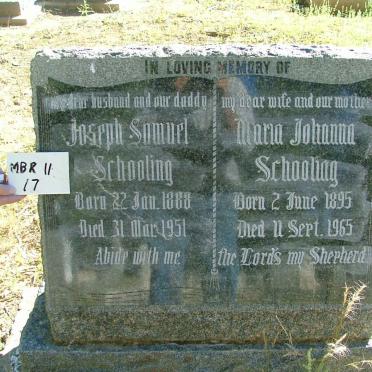 IN LOVING MEMORY OF
my dear husband and our daddy
Joseph Samuel
Schooling
Born 22 Jan. 1888
Died 31 Mar. 1951
Abide with me
my dear wife and our mother
Maria Johanna
Schooling
Born 2 June 1895
Died 11 Sept. 1965
the Lord's my Shepherd
MBR 11
17